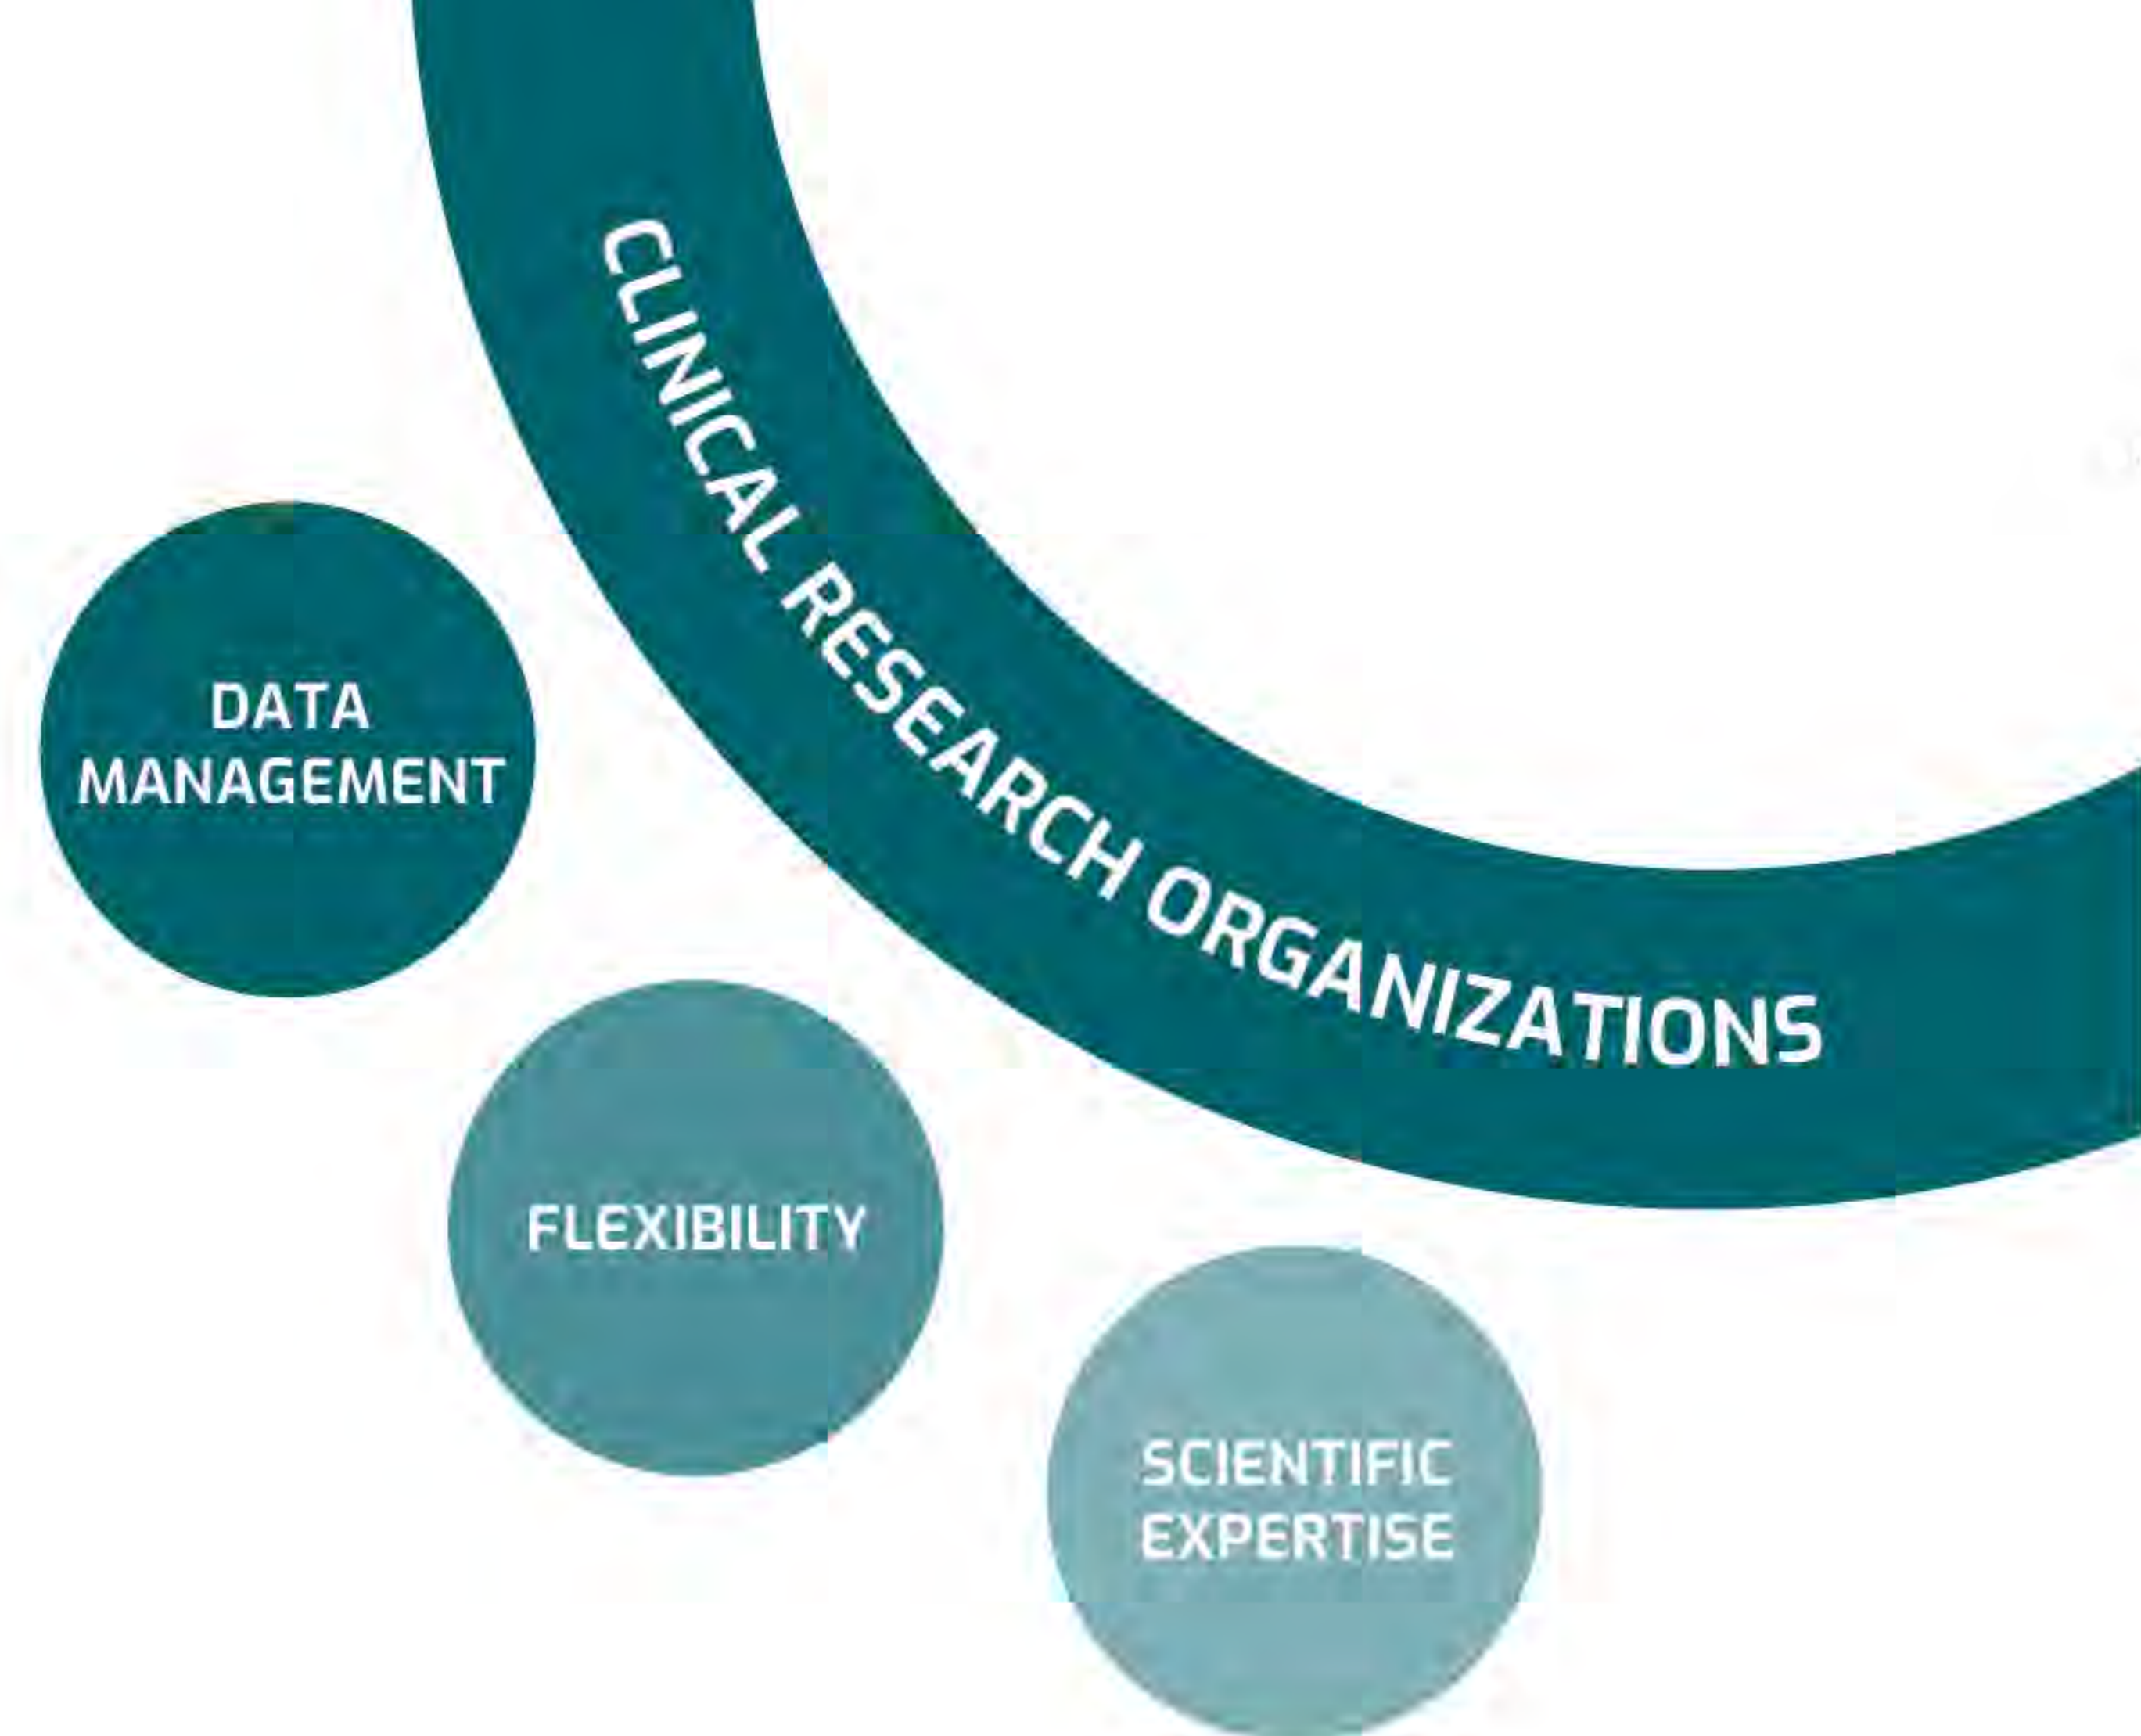 CLINICAL RESEARCH ORGANIZATIONS
DATA
MANAGEMENT
FLEXIBILITY
SCIENTIFIC
EXPERTISE